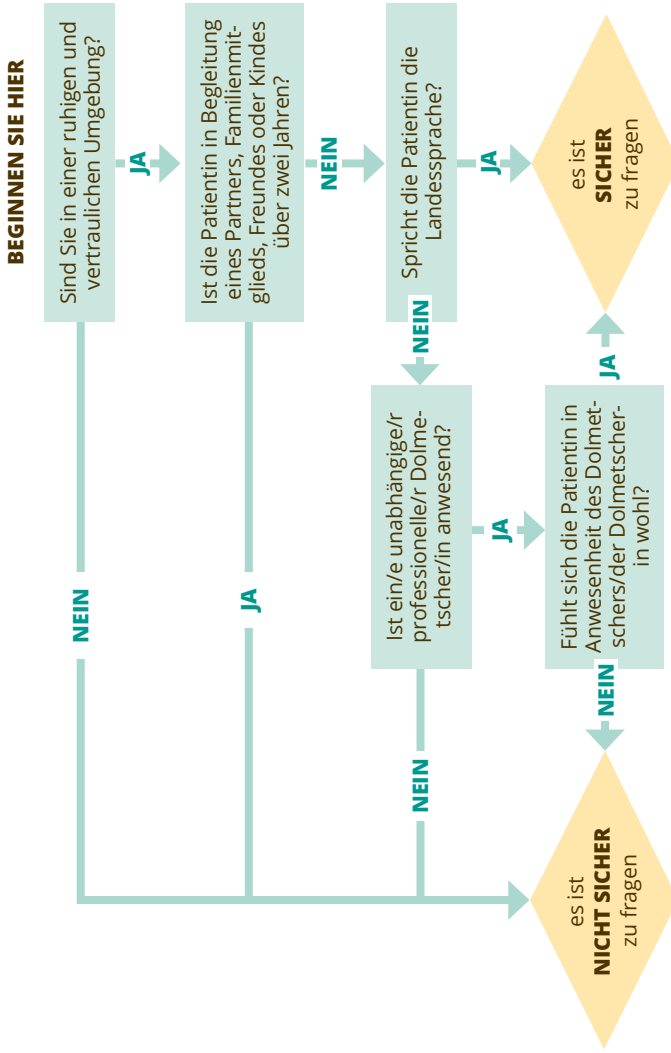 BEGINNEN SIE HIER
Sind Sie in einer ruhigen und
vertraulichen Umgebung?
NEIN
JA
Ist die Patientin in Begleitung
eines Partners, Familienmit-
glieds, Freundes oder Kindes
über zwei Jahren?
JA
NEIN
Spricht die Patientin die
Landessprache?
NEIN
JA
Ist ein/e unabhängige/r
professionelle/r Dolme-
tscher/in anwesend?
NEIN
JA
Fühlt sich die Patientin in
Anwesenheit des Dolmet-
schers/der Dolmetscher-
in wohl?
NEIN
JA
es ist
NICHT SICHER
zu fragen
es ist
SICHER
zu fragen